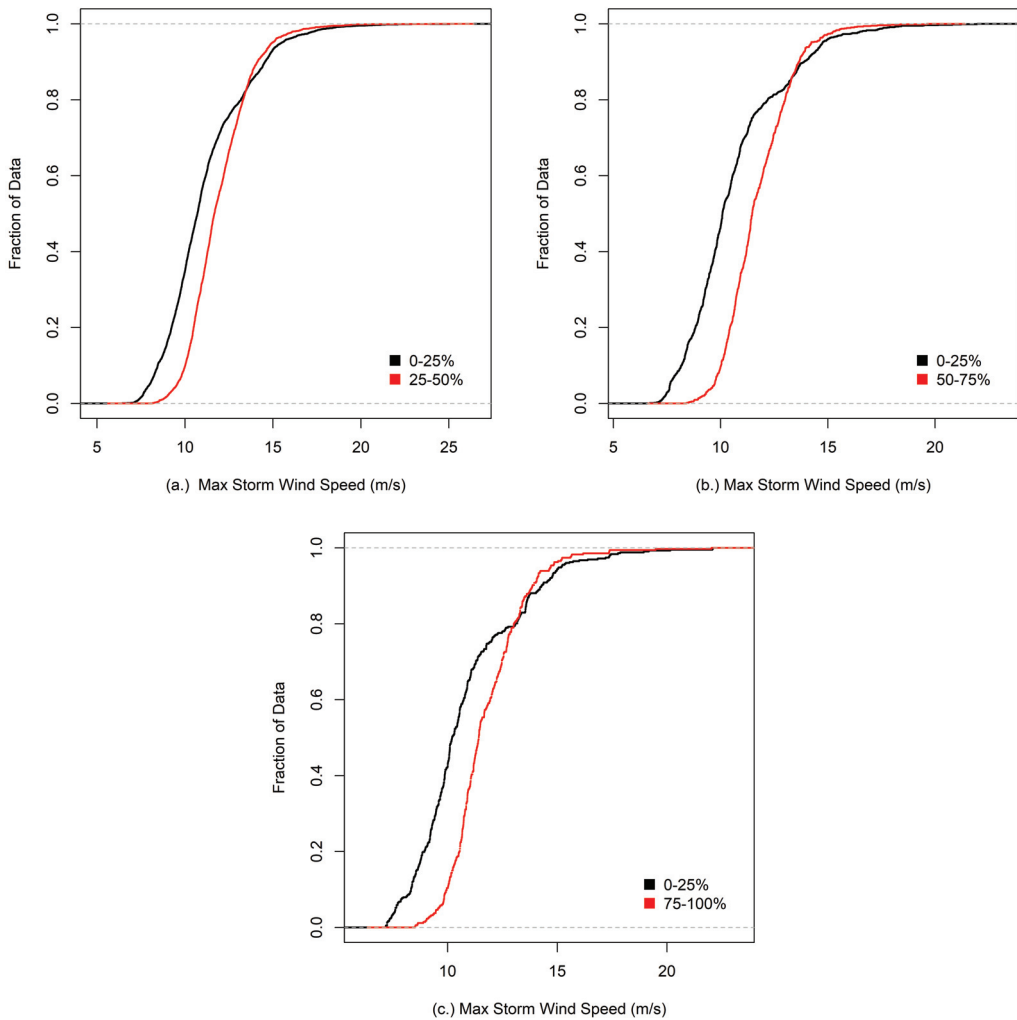 1.0
0.8
0.6
0.4
0.2
0.0
Fraction of Data
0-25%
25-50%
5 10 15 20 25
(a.) Max Storm Wind Speed (m/s)
1.0
0.8
0.6
0.4
0.2
0.0
Fraction of Data
0-25%
50-75%
5 10 15 20
(b.) Max Storm Wind Speed (m/s)
1.0
0.8
0.6
0.4
0.2
0.0
Fraction of Data
0-25%
75-100%
10 15 20
(c.) Max Storm Wind Speed (m/s)